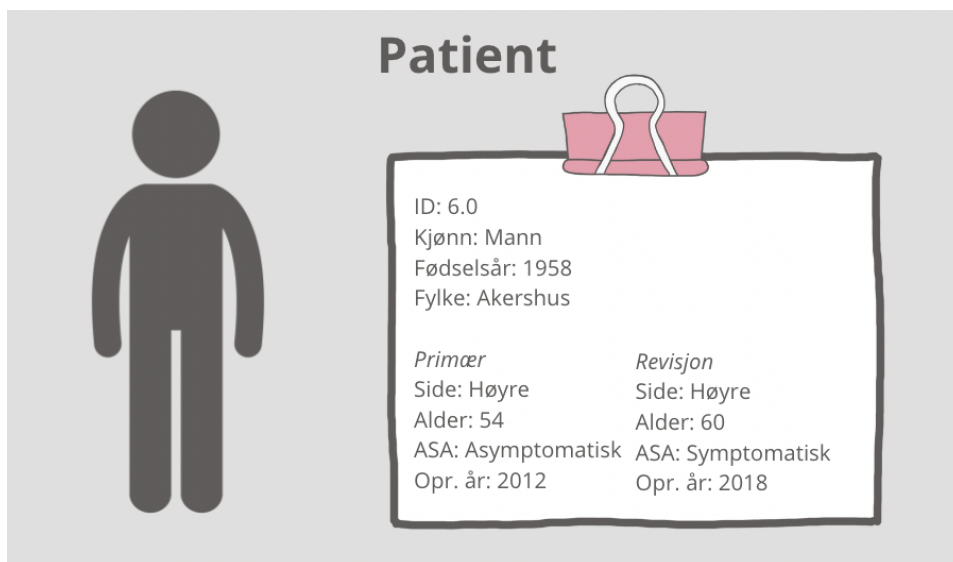 Patient
ID: 6.0
Kjønn: Mann
Fødselsår: 1958
Fylke: Akershus
Primær
Side: Høyre
Alder: 54
ASA: Asymptomatisk
Opr. år: 2012
Revisjon
Side: Høyre
Alder: 60
ASA: Symptomatisk
Opr. år: 2018